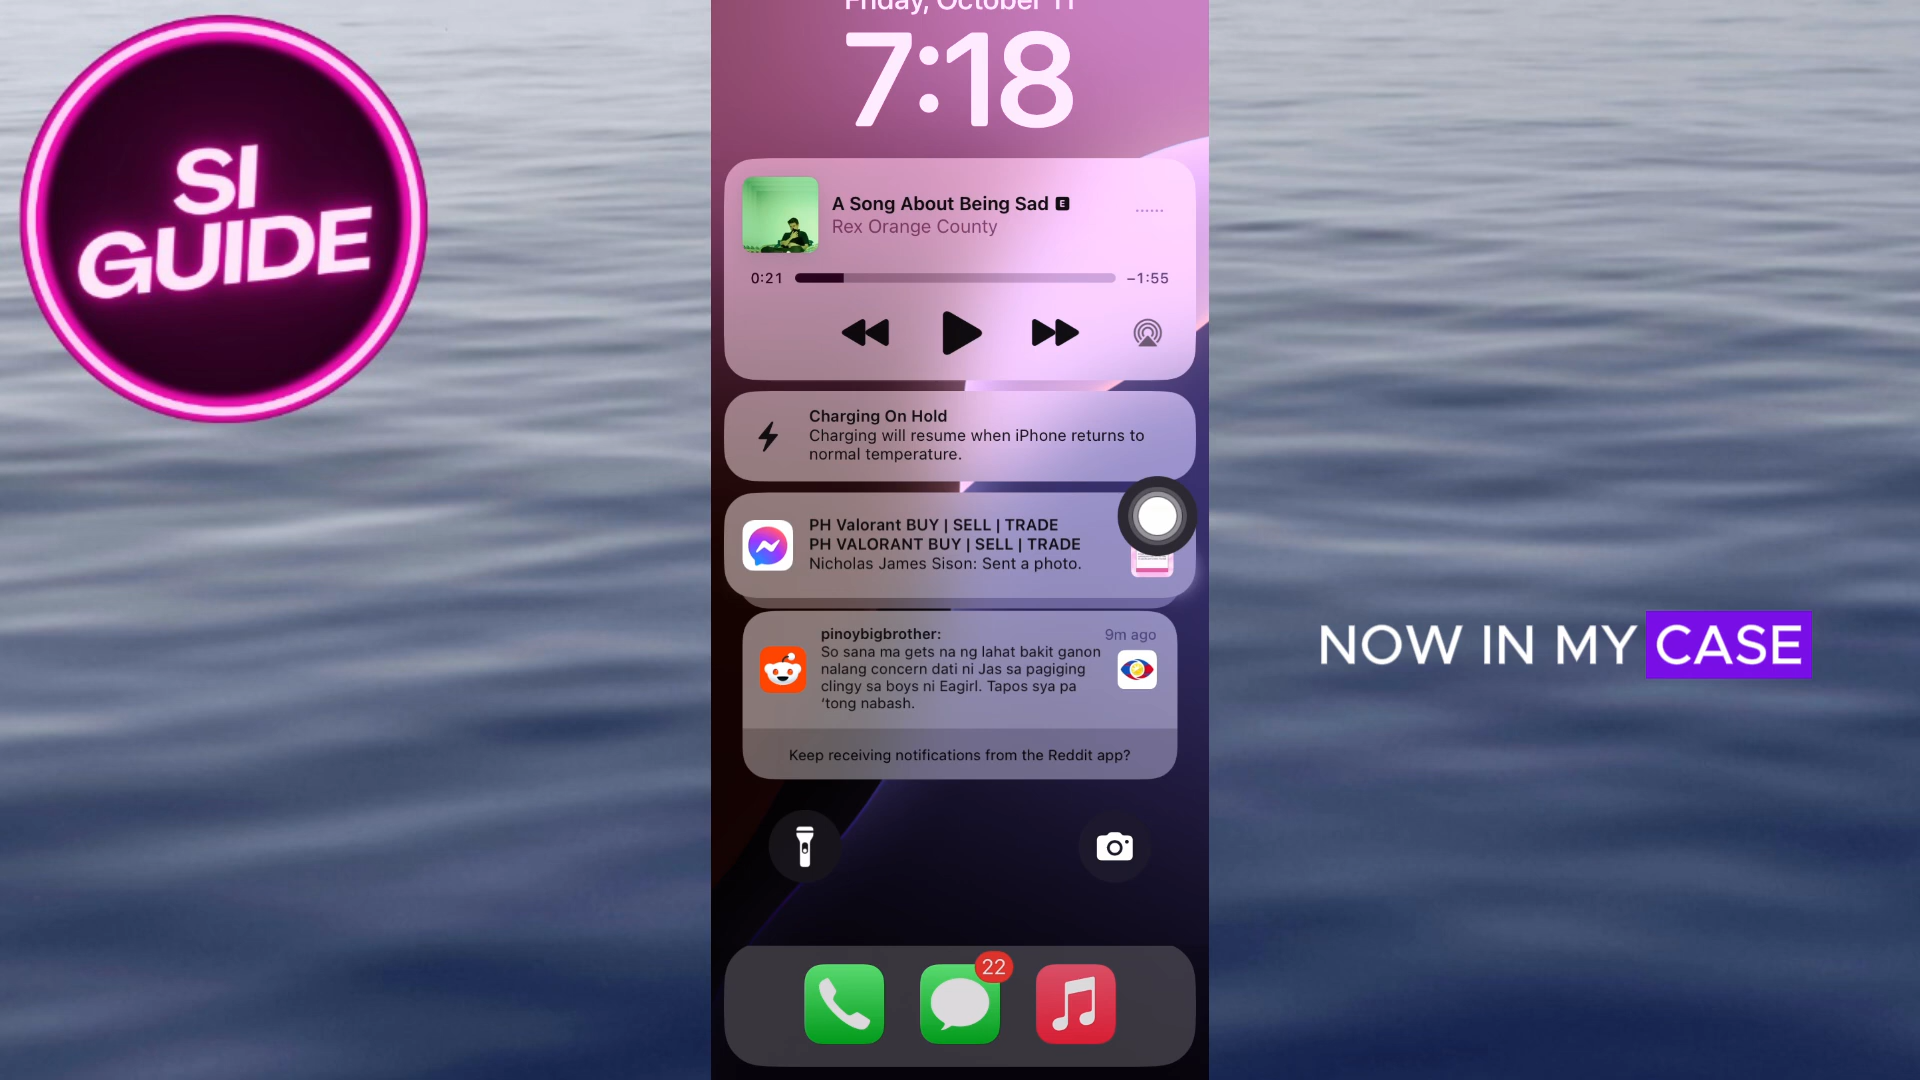 SI
GUIDE
Friday, October 11
7:18
A Song About Being Sad E
Rex Orange County
0:21
-1:55
Charging On Hold
Charging will resume when iPhone returns to
normal temperature.
PH Valorant BUY | SELL | TRADE
PH VALORANT BUY | SELL | TRADE
Nicholas James Sison: Sent a photo.
pinoybigbrother:
9m ago
So sana ma gets na ng lahat bakit ganon
nalang concern dati ni Jas sa pagiging
clingy sa boys ni Eagirl. Tapos sya pa
‘tong nabash.
Keep receiving notifications from the Reddit app?
22
NOW IN MY CASE